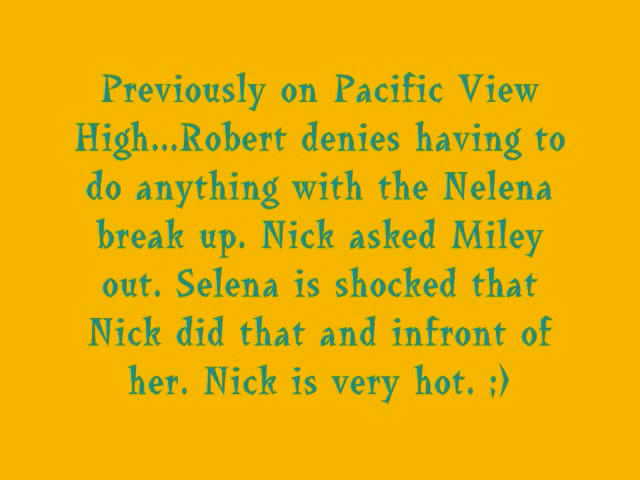 Previously on Pacific View
High...Robert denies having to
do anything with the Nelena
break up. Nick asked Miley
out. Selena is shocked that
Nick did that and infront of
her. Nick is very hot. ;)